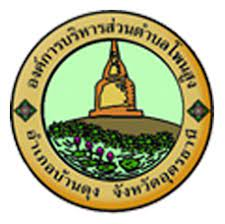 องค์การบริหารส่วนตำบลโพนสูง
อำเภอบ้านดุง จังหวัดอุดรธานี